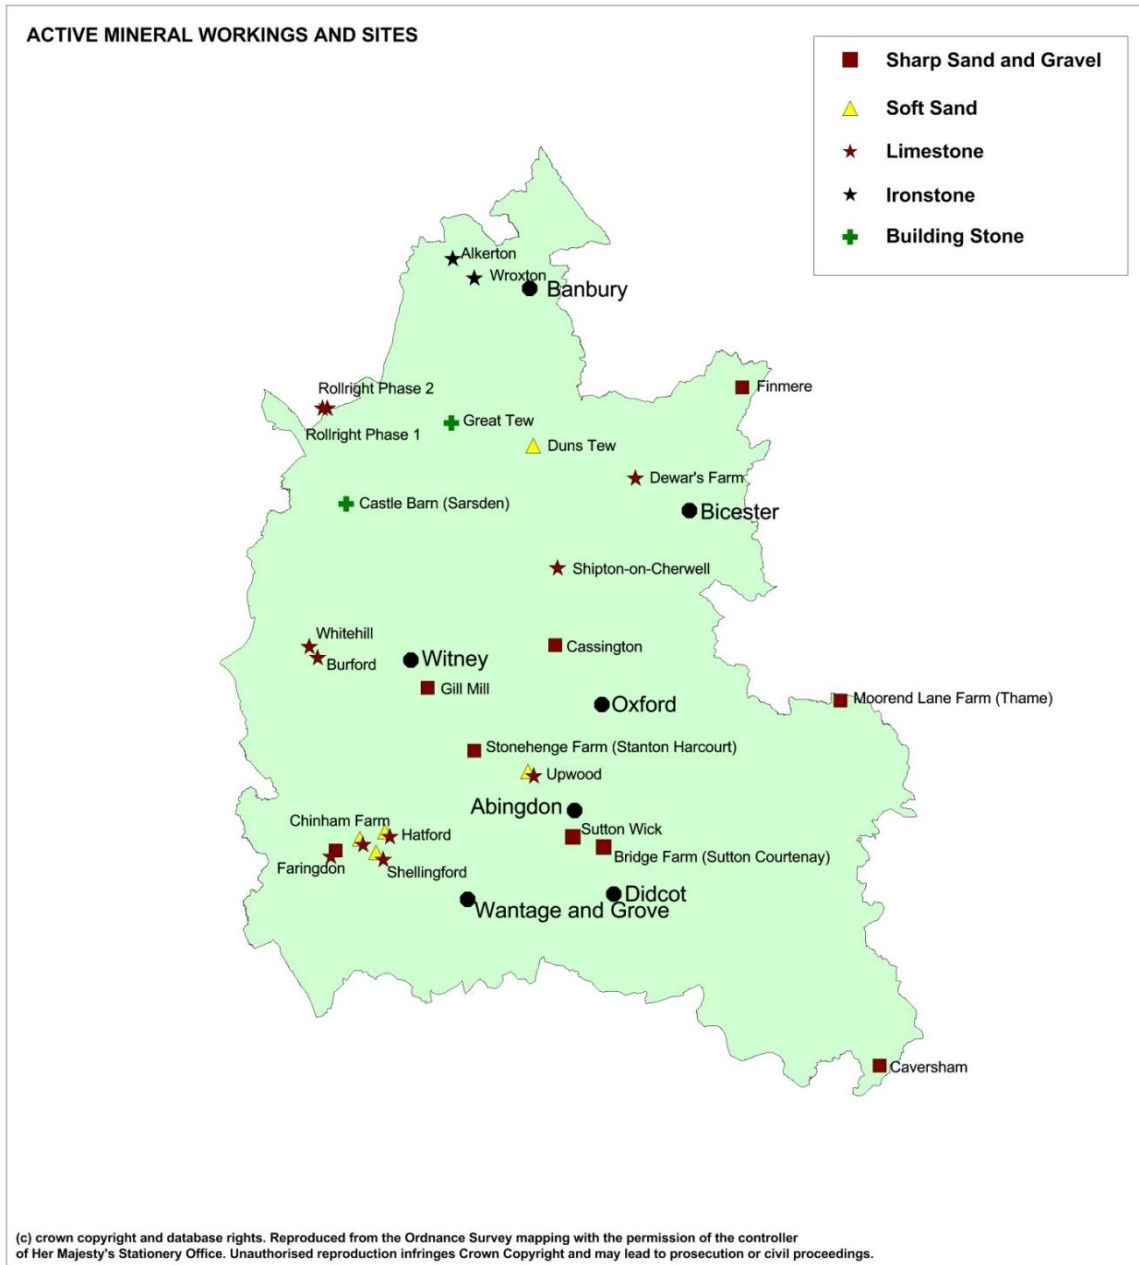 ACTIVE MINERAL WORKINGS AND SITES
Sharp Sand and Gravel
Soft Sand
Limestone
Ironstone
Building Stone
Alkerton
Wroxton
Banbury
Rollright Phase 2
Finmere
Great Tew
Rollright Phase 1
Duns Tew
Dewar's Farm
Castle Barn (Sarsden)
Bicester
Shipton-on-Cherwell
Whitehill
Cassington
Witney
Burford
Gill Mill
Moorend Lane Farm (Thame)
Oxford
Stonehenge Farm (Stanton Harcourt)
Upwood
Abingdon
Chinham Farm
Sutton Wick
Hatford
Bridge Farm (Sutton Courtenay)
Faringdon
Shellingford
Didcot
Wantage and Grove
Caversham
(c) crown copyright and database rights. Reproduced from the Ordnance Survey mapping with the permission of the controller
of Her Majesty's Stationery Office. Unauthorised reproduction infringes Crown Copyright and may lead to prosecution or civil proceedings.